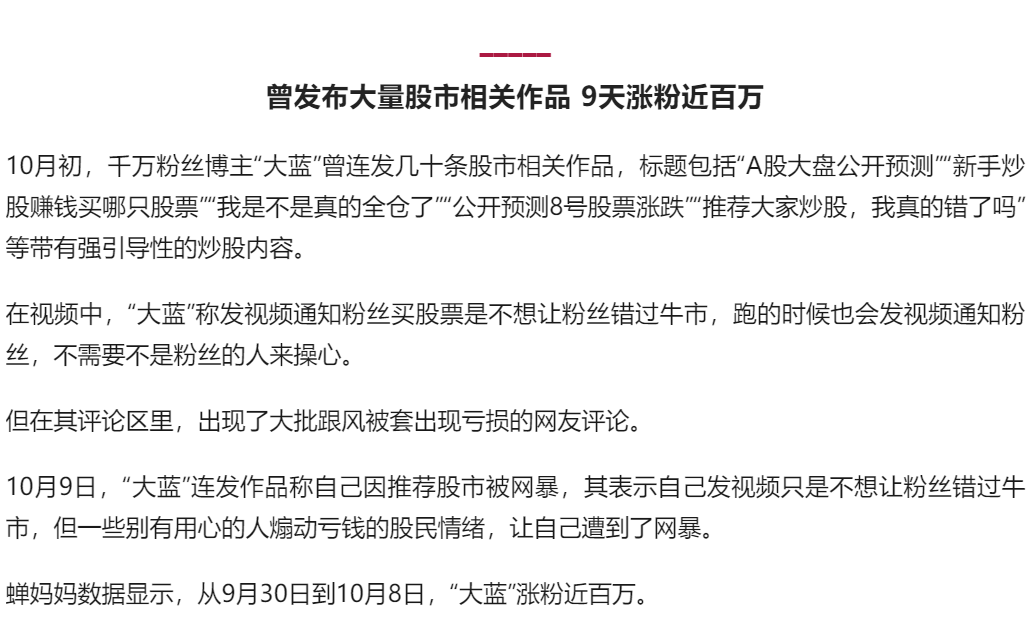 曾发布大量股市相关作品 9天涨粉近百万
10月初，千万粉丝博主“大蓝”曾连发几十条股市相关作品，标题包括“A股大盘公开预测”“新手炒
股赚钱买哪只股票”“我是不是真的全仓了”“公开预测8号股票涨跌”“推荐大家炒股，我真的错了吗”
等带有强引导性的炒股内容。
在视频中，“大蓝”称发视频通知粉丝买股票是不想让粉丝错过牛市，跑的时候也会发视频通知粉
丝，不需要不是粉丝的人来操心。
但在其评论区里，出现了大批跟风被套出现亏损的网友评论。
10月9日，“大蓝”连发作品称自己因推荐股市被网暴，其表示自己发视频只是不想让粉丝错过牛
市，但一些别有用心的人煽动亏钱的股民情绪，让自己遭到了网暴。
蝉妈妈数据显示，从9月30日到10月8日，“大蓝”涨粉近百万。